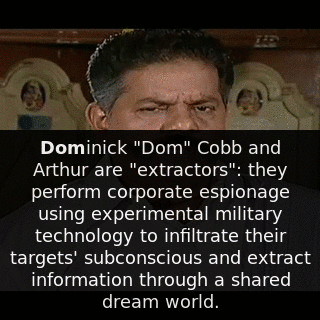 Dominick "Dom" Cobb and
Arthur are "extractors": they
perform corporate espionage
using experimental military
technology to infiltrate their
targets' subconscious and extract
information through a shared
dream world.